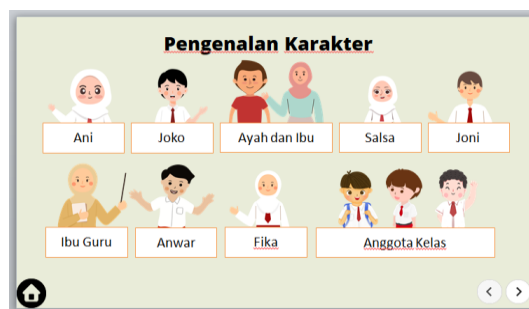 Pengenalan Karakter
Ani
Joko
Ayah dan Ibu
Salsa
Joni
Ibu Guru
Anwar
Fika
Anggota Kelas